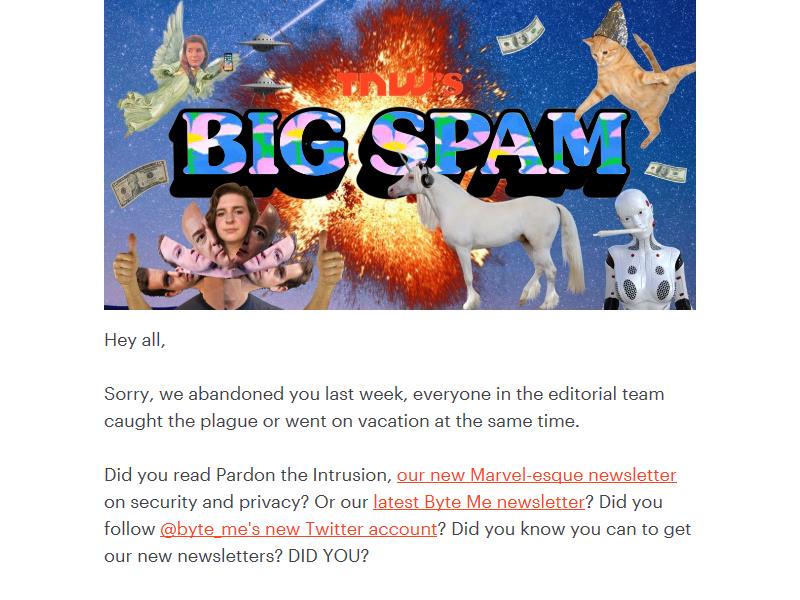 TNW's
BIG SPAM
Hey all,
Sorry, we abandoned you last week, everyone in the editorial team
caught the plague or went on vacation at the same time.
Did you read Pardon the Intrusion, our new Marvel-esque newsletter
on security and privacy? Or our latest Byte Me newsletter? Did you
follow @byte_me's new Twitter account? Did you know you can to get
our new newsletters? DID YOU?